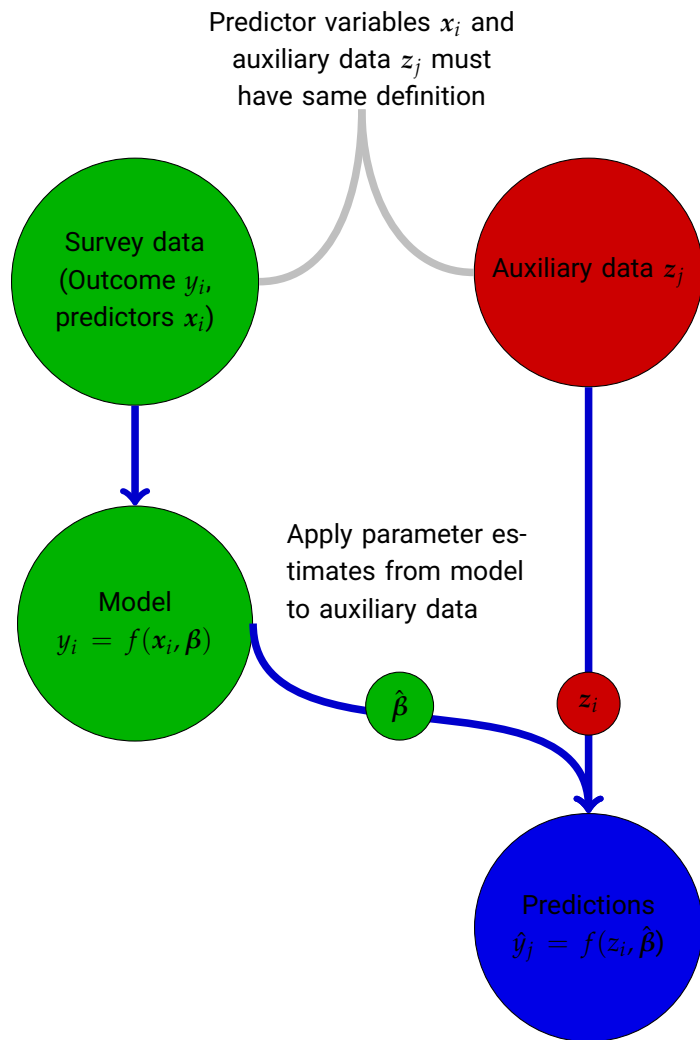 Predictor variables 𝒙ᵢ and
auxiliary data 𝒛ⱼ must
have same definition
Survey data
(Outcome yᵢ,
predictors 𝒙ᵢ)
Auxiliary data 𝒛ⱼ
Apply parameter es-
timates from model
to auxiliary data
Model
yᵢ = f(𝒙ᵢ, 𝜷)
𝜷̂
𝒛ᵢ
Predictions
ŷⱼ = f(zᵢ, 𝜷̂)